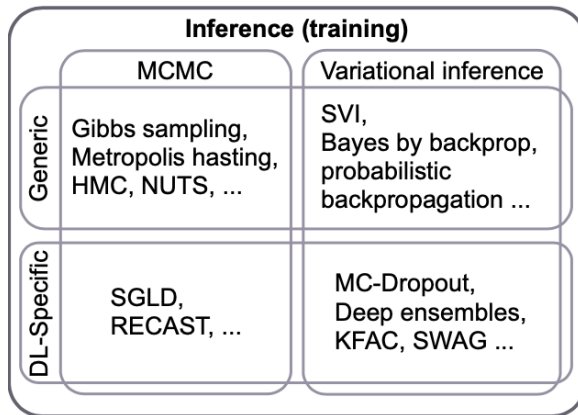 Inference (training)
MCMC
Variational inference
Generic
Gibbs sampling,
Metropolis hasting,
HMC, NUTS, ...
SVI,
Bayes by backprop,
probabilistic
backpropagation ...
DL-Specific
SGLD,
RECAST, ...
MC-Dropout,
Deep ensembles,
KFAC, SWAG ...